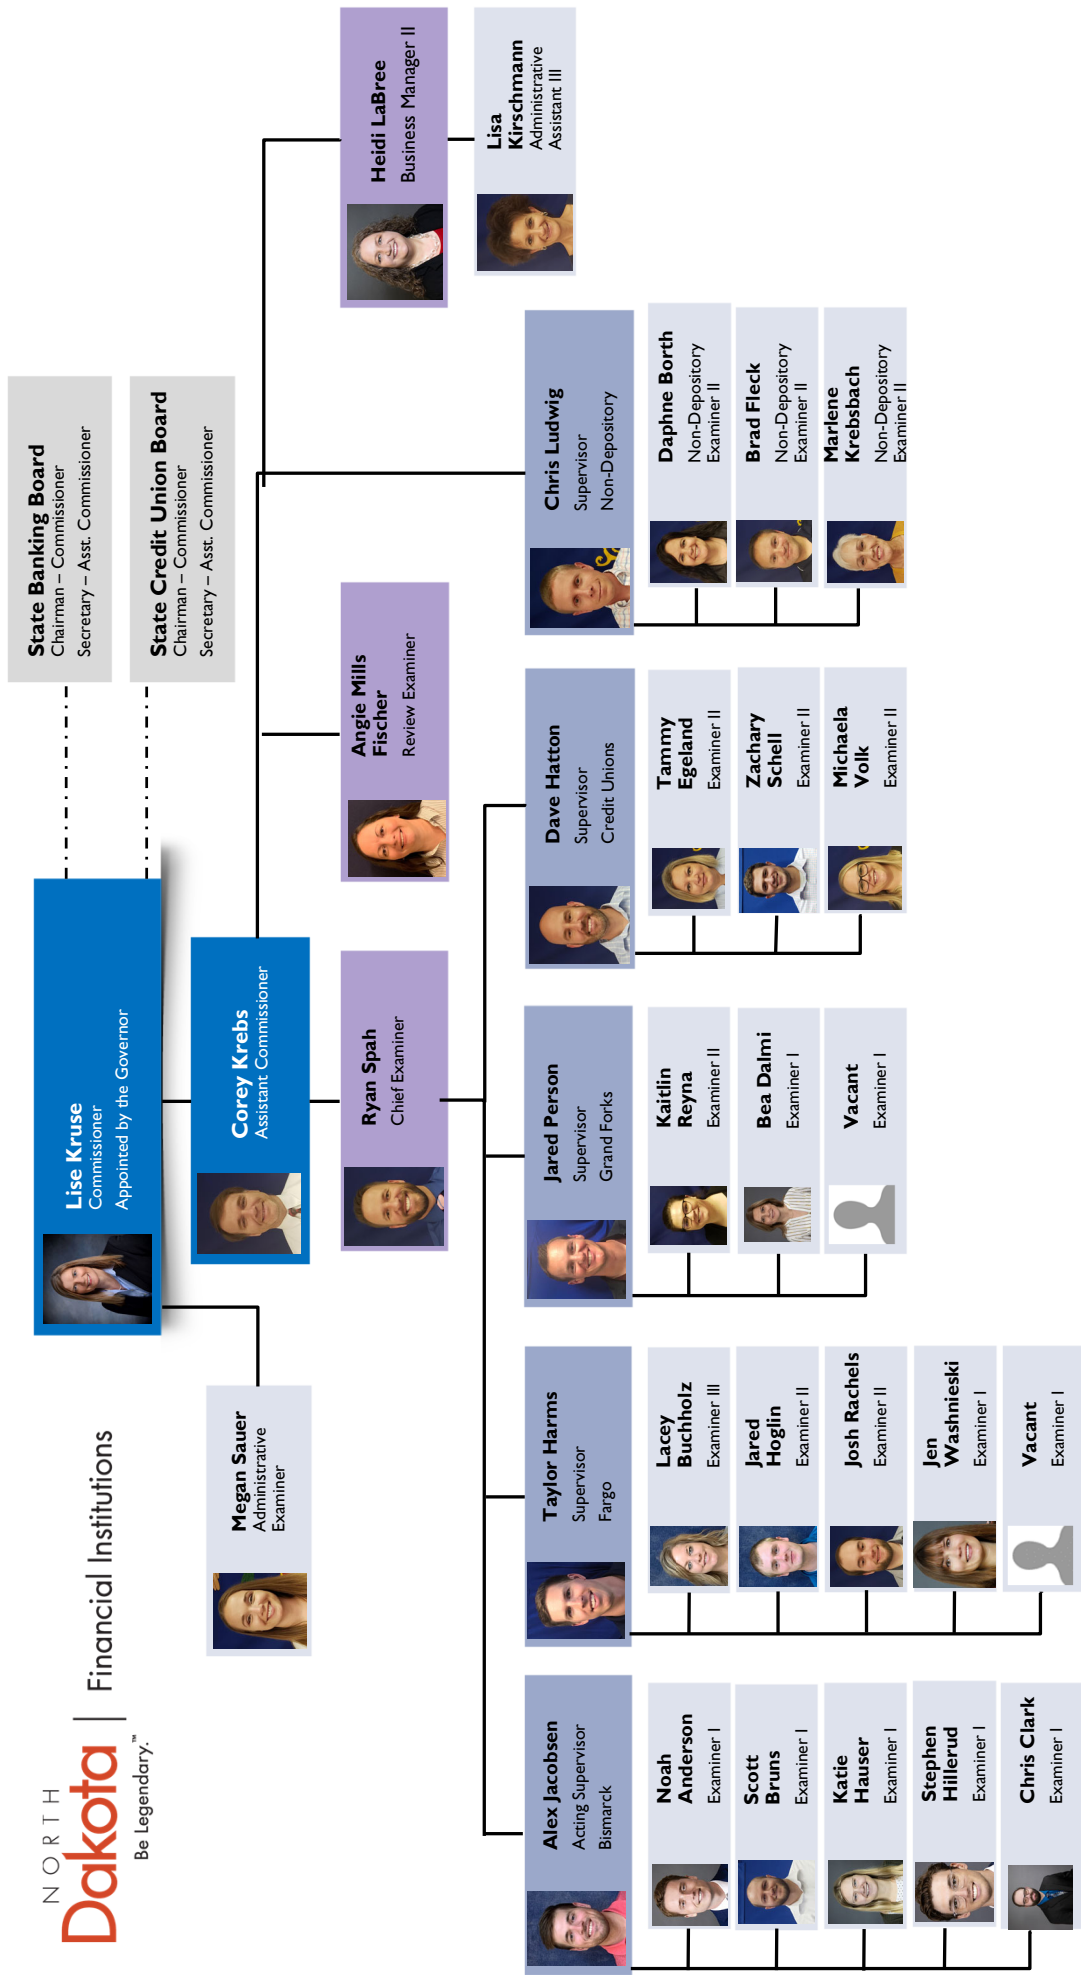 NORTH
Dakota | Financial Institutions
Be Legendary.™
Lise Kruse
Commissioner
Appointed by the Governor
State Banking Board
Chairman – Commissioner
Secretary – Asst. Commissioner
State Credit Union Board
Chairman – Commissioner
Secretary – Asst. Commissioner
Megan Sauer
Administrative
Examiner
Corey Krebs
Assistant Commissioner
Ryan Spah
Chief Examiner
Angie Mills
Fischer
Review Examiner
Heidi LaBree
Business Manager II
Lisa
Kirschmann
Administrative
Assistant III
Alex Jacobsen
Acting Supervisor
Bismarck
Noah
Anderson
Examiner I
Scott
Bruns
Examiner I
Katie
Hauser
Examiner I
Stephen
Hillerud
Examiner I
Chris Clark
Examiner I
Taylor Harms
Supervisor
Fargo
Lacey
Buchholz
Examiner III
Jared
Hoglin
Examiner II
Josh Rachels
Examiner II
Jen
Washnieski
Examiner I
Vacant
Examiner I
Jared Person
Supervisor
Grand Forks
Kaitlin
Reyna
Examiner II
Bea Dalmi
Examiner I
Vacant
Examiner I
Dave Hatton
Supervisor
Credit Unions
Tammy
Egeland
Examiner II
Zachary
Schell
Examiner II
Michaela
Volk
Examiner II
Chris Ludwig
Supervisor
Non-Depository
Daphne Borth
Non-Depository
Examiner II
Brad Fleck
Non-Depository
Examiner II
Marlene
Krebsbach
Non-Depository
Examiner II